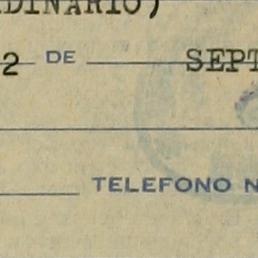 DINARIO)
2 DE SEPT
TELEFONO N